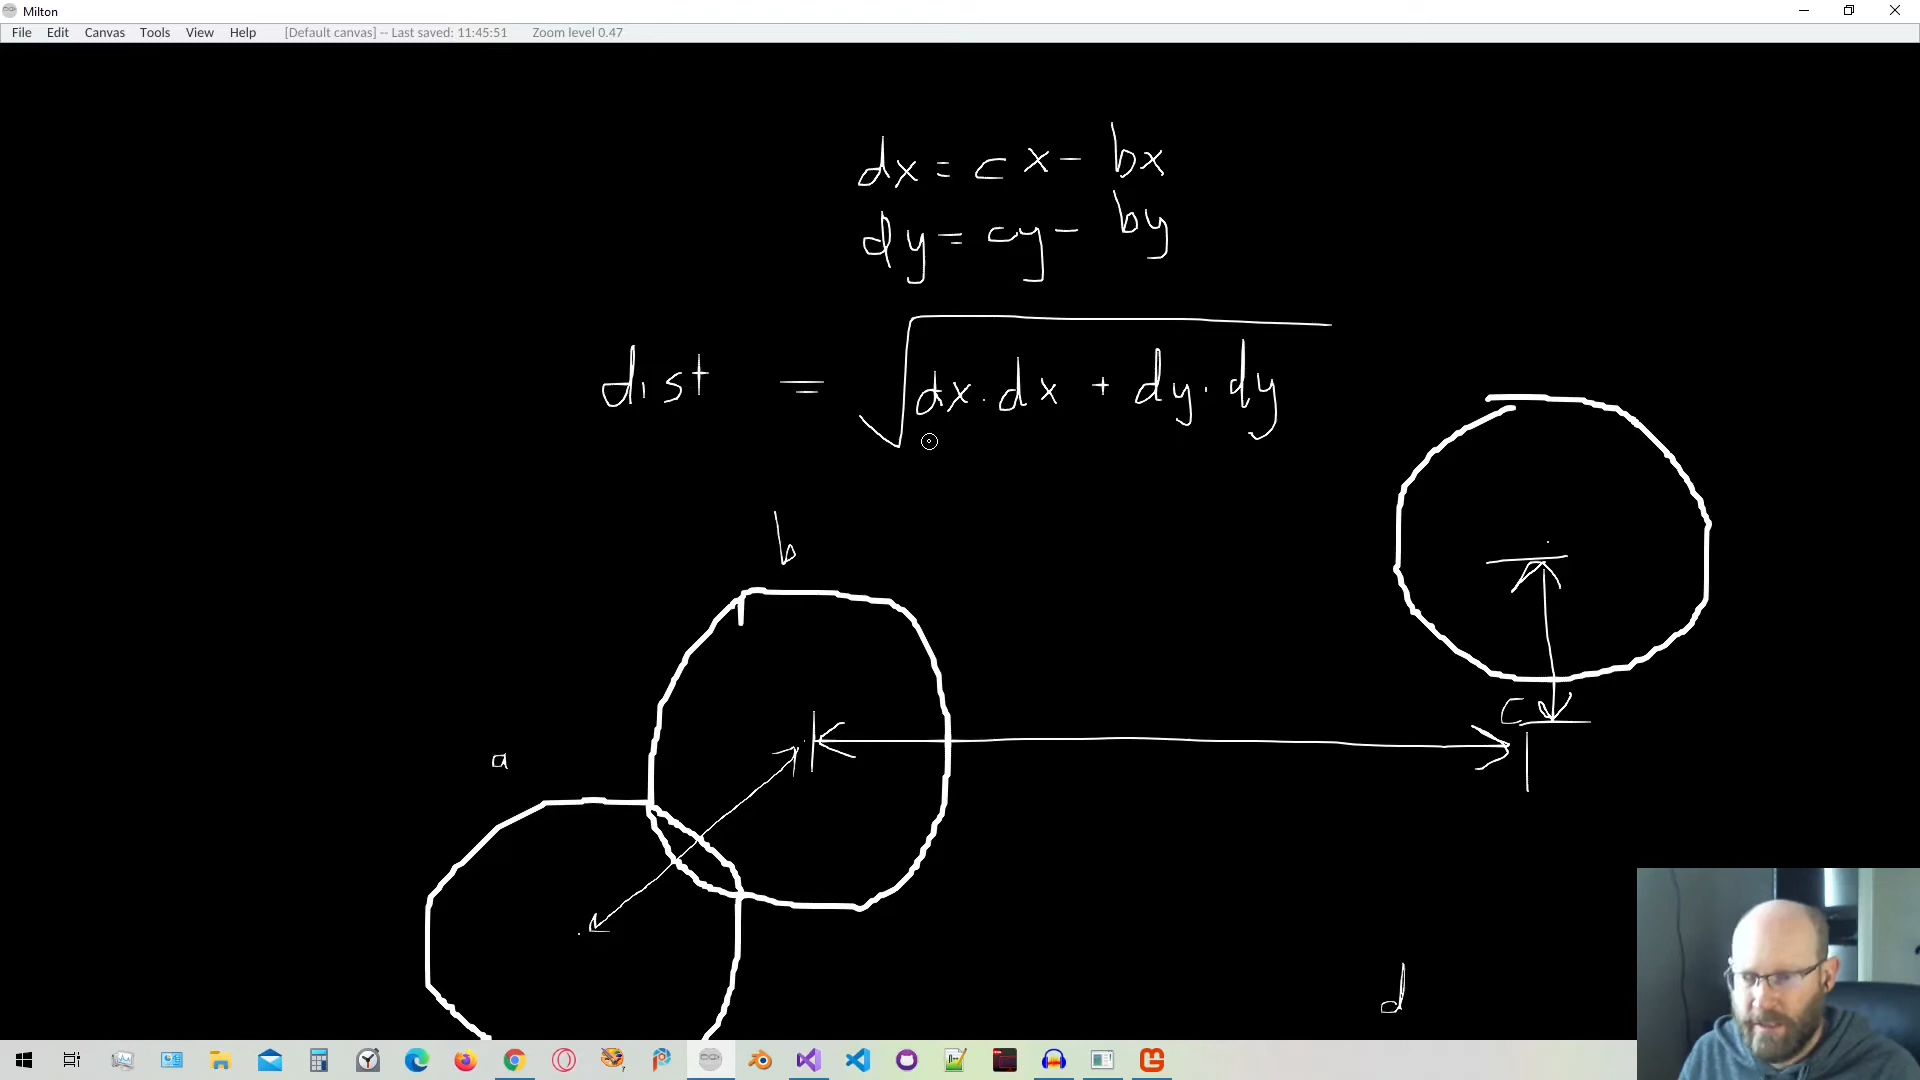 Milton
File Edit Canvas Tools View Help [Default canvas] -- Last saved: 11:45:51 Zoom level 0.47
dx = cx - bx
dy = cy - by
dist = √dx·dx + dy·dy
b
c
a
d